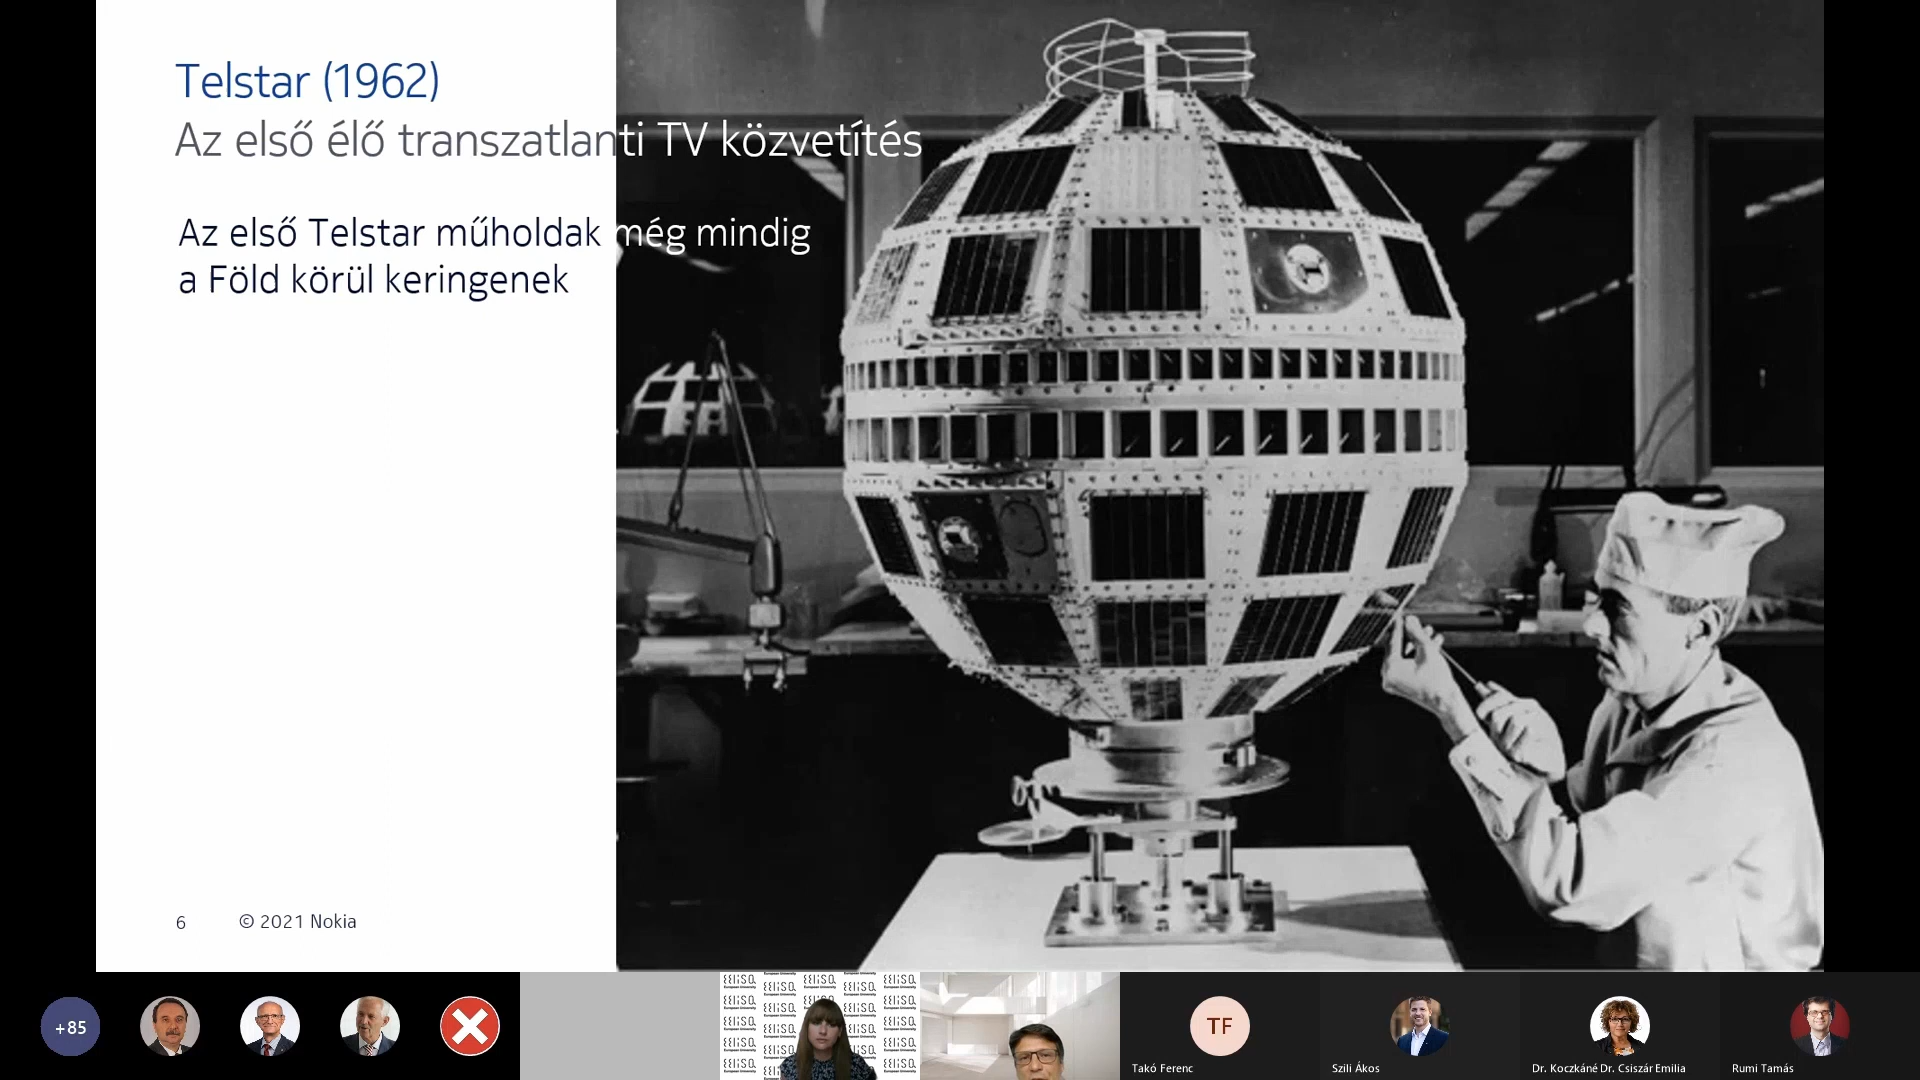 Telstar (1962)
Az első élő transzatlanti TV közvetítés
Az első Telstar műholdak még mindig
a Föld körül keringenek
6 © 2021 Nokia
+85
TF
Takó Ferenc
Szili Ákos
Dr. Koczkáné Dr. Csiszár Emilia
Rumi Tamás